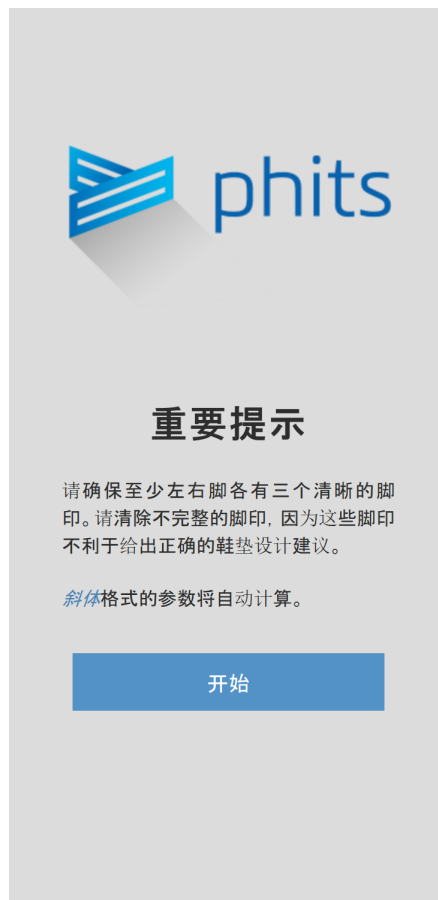 phits
重要提示
请确保至少左右脚各有三个清晰的脚
印。请清除不完整的脚印, 因为这些脚印
不利于给出正确的鞋垫设计建议。
斜体格式的参数将自动计算。
开始